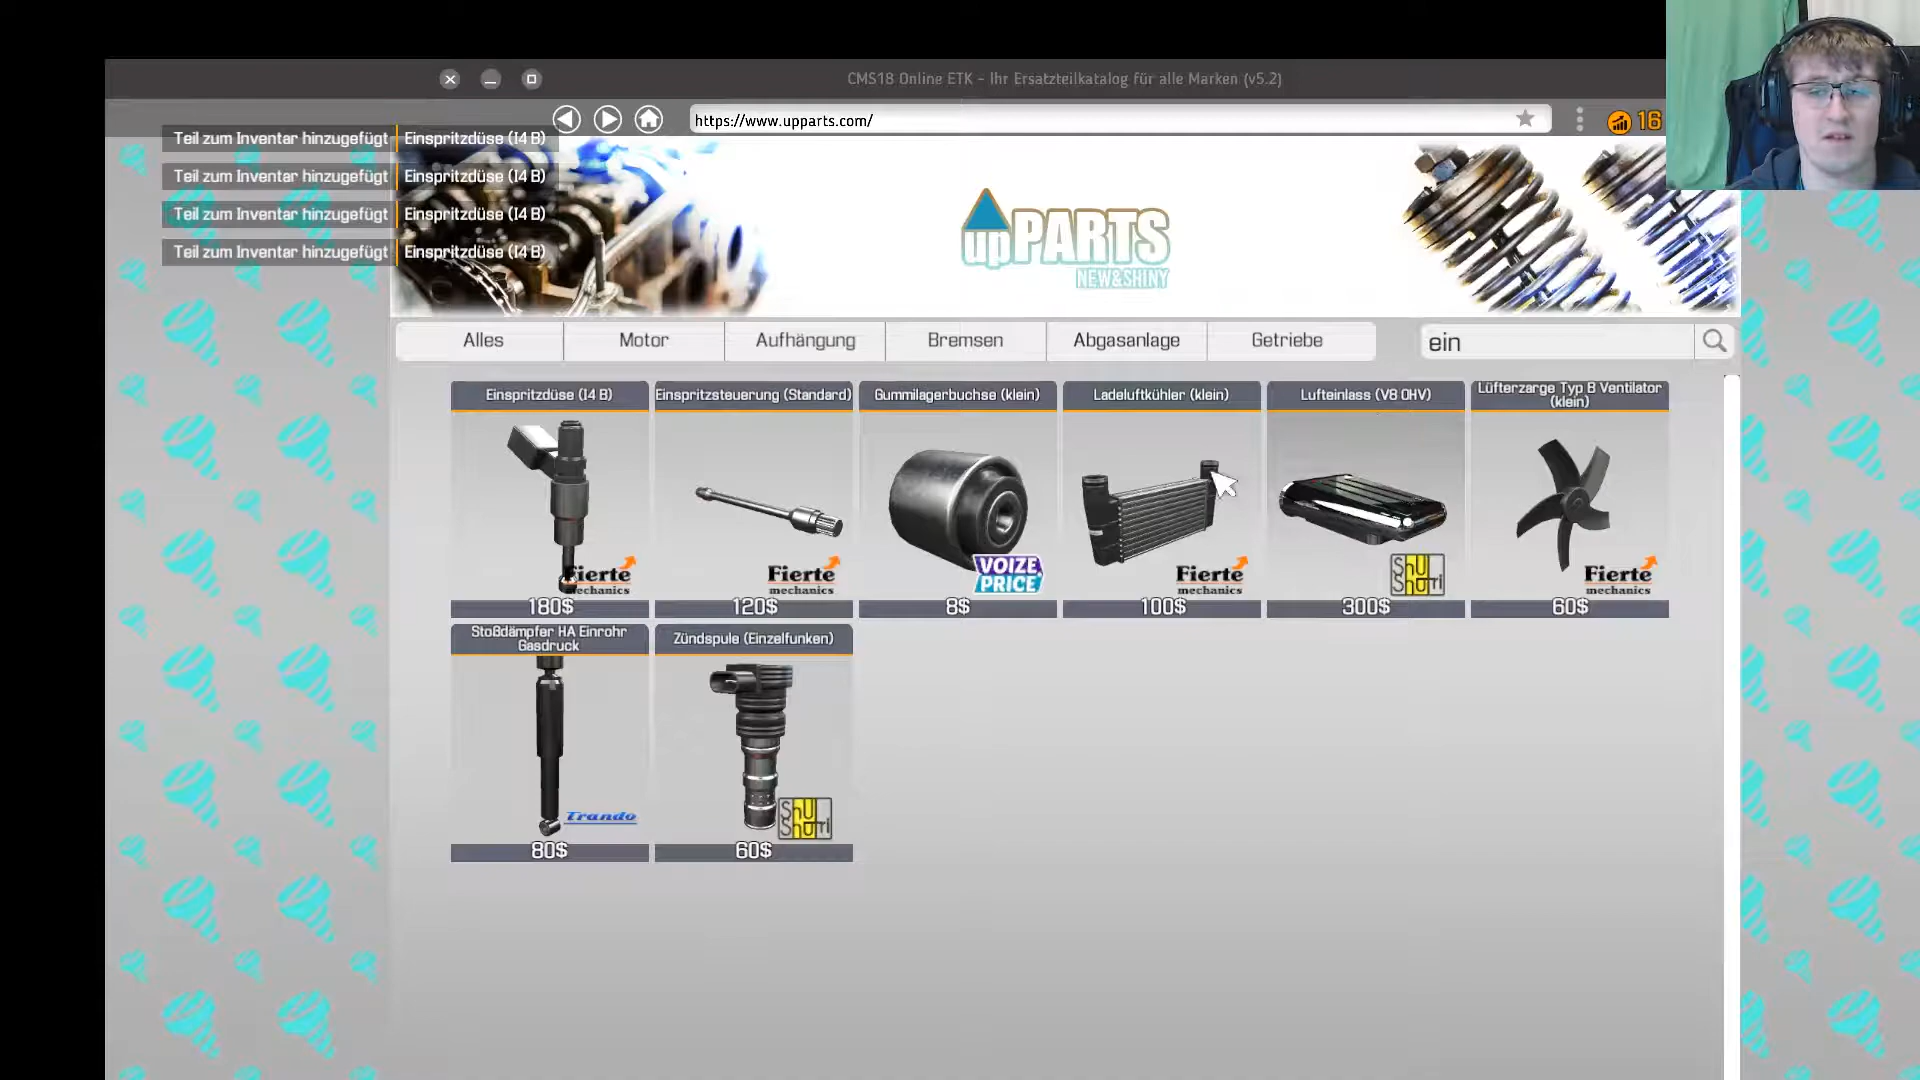 CMS18 Online ETK - Ihr Ersatzteilkatalog für alle Marken (v5.2)
https://www.upparts.com/
16
Teil zum Inventar hinzugefügt Einspritzdüse (I4 B)
Teil zum Inventar hinzugefügt Einspritzdüse (I4 B)
Teil zum Inventar hinzugefügt Einspritzdüse (I4 B)
Teil zum Inventar hinzugefügt Einspritzdüse (I4 B)
upPARTS
NEW&SHINY
Alles Motor Aufhängung Bremsen Abgasanlage Getriebe ein
Einspritzdüse (I4 B)
Fierte
mechanics
180$
Einspritzsteuerung (Standard)
Fierte
mechanics
120$
Gummilagerbuchse (klein)
VOIZE
PRICE
8$
Ladeluftkühler (klein)
Fierte
mechanics
100$
Lufteinlass (V8 OHV)
300$
Lüfterzarge Typ B Ventilator
(klein)
Fierte
mechanics
60$
Stoßdämpfer HA Einrohr
Gasdruck
Trando
80$
Zündspule (Einzelfunken)
60$